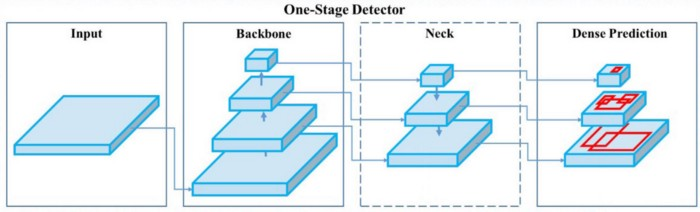 One-Stage Detector
Input
Backbone
Neck
Dense Prediction